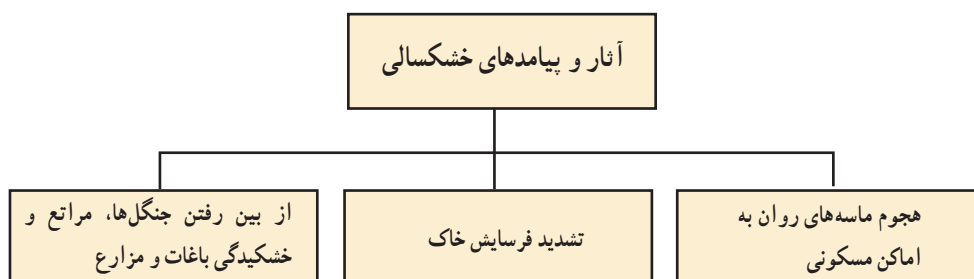 آثار و پیامدهای خشکسالی
هجوم ماسه‌های روان به
اماکن مسکونی
تشدید فرسایش خاک
از بین رفتن جنگل‌ها، مراتع و
خشکیدگی باغات و مزارع